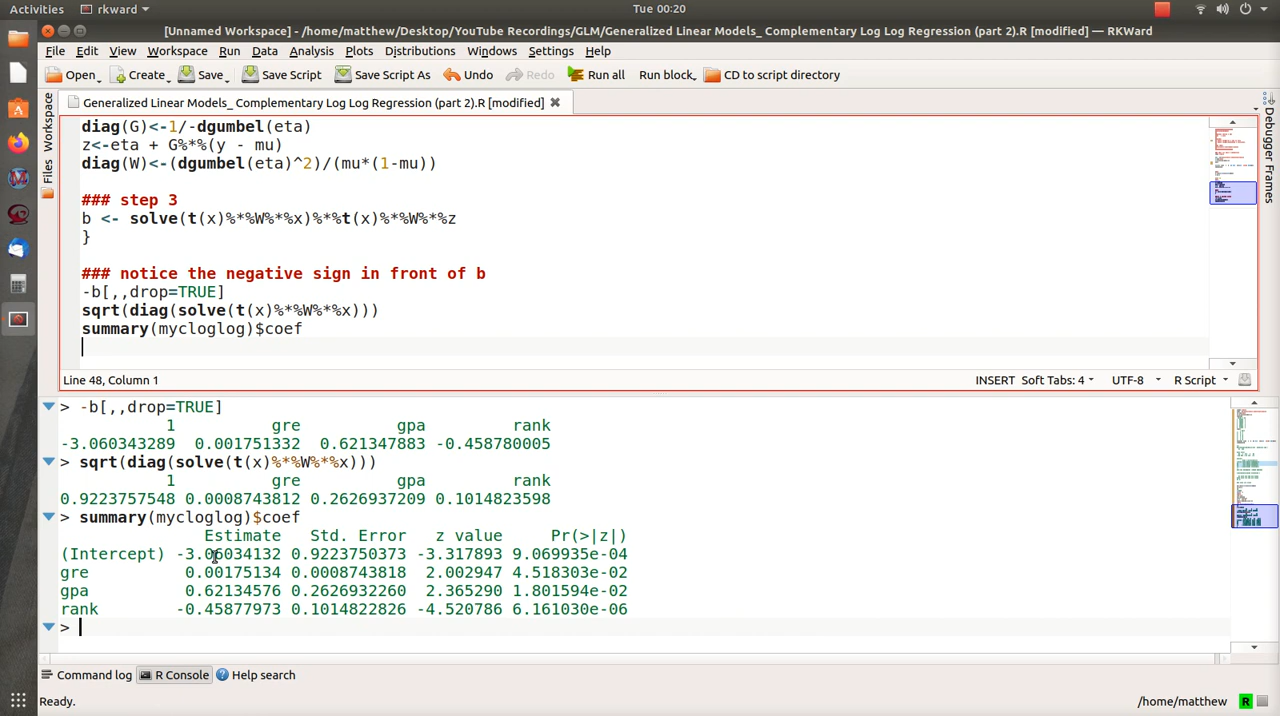 Activities rkward Tue 00:20
[Unnamed Workspace] - /home/matthew/Desktop/YouTube Recordings/GLM/Generalized Linear Models_ Complementary Log Log Regression (part 2).R [modified] — RKWard
File Edit View Workspace Run Data Analysis Plots Distributions Windows Settings Help
Open Create Save Save Script Save Script As Undo Redo Run all Run block CD to script directory
Generalized Linear Models_ Complementary Log Log Regression (part 2).R [modified]
Workspace
Files
Debugger Frames
diag(G)<-1/-dgumbel(eta)
z<-eta + G%*%(y - mu)
diag(W)<-(dgumbel(eta)^2)/(mu*(1-mu))
### step 3
b <- solve(t(x)%*%W%*%x)%*%t(x)%*%W%*%z
}
### notice the negative sign in front of b
-b[,,drop=TRUE]
sqrt(diag(solve(t(x)%*%W%*%x)))
summary(mycloglog)$coef
Line 48, Column 1 INSERT Soft Tabs: 4 UTF-8 R Script
> -b[,,drop=TRUE]
1 gre gpa rank
-3.060343289 0.001751332 0.621347883 -0.458780005
> sqrt(diag(solve(t(x)%*%W%*%x)))
1 gre gpa rank
0.9223757548 0.0008743812 0.2626937209 0.1014823598
> summary(mycloglog)$coef
Estimate Std. Error z value Pr(>|z|)
(Intercept) -3.06034132 0.9223750373 -3.317893 9.069935e-04
gre 0.00175134 0.0008743818 2.002947 4.518303e-02
gpa 0.62134576 0.2626932260 2.365290 1.801594e-02
rank -0.45877973 0.1014822826 -4.520786 6.161030e-06
>
Command log R Console Help search
Ready. /home/matthew R